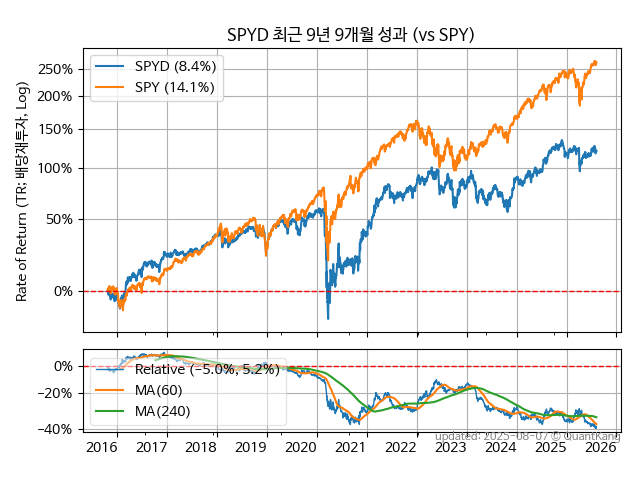 SPYD 최근 9년 9개월 성과 (vs SPY)
Rate of Return (TR: 배당재투자, Log)
250%
200%
150%
100%
50%
0%
SPYD (8.4%)
SPY (14.1%)
0%
−20%
−40%
Relative (−5.0%, 5.2%)
MA(60)
MA(240)
updated: 2025-08-07 © QuantKang
2016 2017 2018 2019 2020 2021 2022 2023 2024 2025 2026